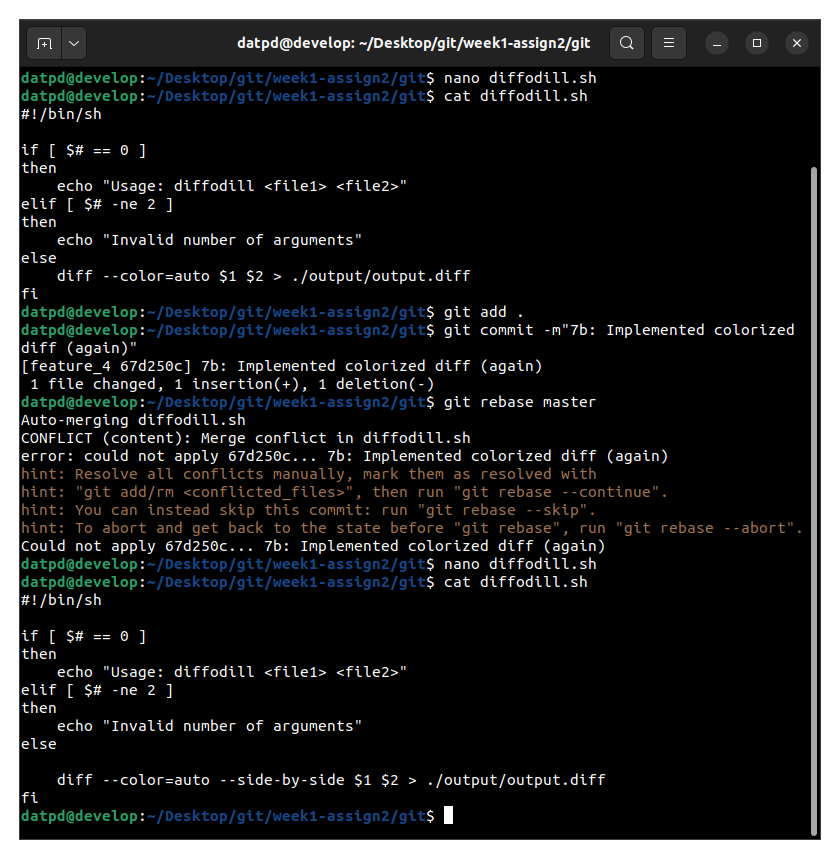 datpd@develop: ~/Desktop/git/week1-assign2/git
datpd@develop:~/Desktop/git/week1-assign2/git$ nano diffodill.sh
datpd@develop:~/Desktop/git/week1-assign2/git$ cat diffodill.sh
#!/bin/sh
if [ $# == 0 ]
then
    echo "Usage: diffodill <file1> <file2>"
elif [ $# -ne 2 ]
then
    echo "Invalid number of arguments"
else
    diff --color=auto $1 $2 > ./output/output.diff
fi
datpd@develop:~/Desktop/git/week1-assign2/git$ git add .
datpd@develop:~/Desktop/git/week1-assign2/git$ git commit -m"7b: Implemented colorized
diff (again)"
[feature_4 67d250c] 7b: Implemented colorized diff (again)
 1 file changed, 1 insertion(+), 1 deletion(-)
datpd@develop:~/Desktop/git/week1-assign2/git$ git rebase master
Auto-merging diffodill.sh
CONFLICT (content): Merge conflict in diffodill.sh
error: could not apply 67d250c... 7b: Implemented colorized diff (again)
hint: Resolve all conflicts manually, mark them as resolved with
hint: "git add/rm <conflicted_files>", then run "git rebase --continue".
hint: You can instead skip this commit: run "git rebase --skip".
hint: To abort and get back to the state before "git rebase", run "git rebase --abort".
Could not apply 67d250c... 7b: Implemented colorized diff (again)
datpd@develop:~/Desktop/git/week1-assign2/git$ nano diffodill.sh
datpd@develop:~/Desktop/git/week1-assign2/git$ cat diffodill.sh
#!/bin/sh
if [ $# == 0 ]
then
    echo "Usage: diffodill <file1> <file2>"
elif [ $# -ne 2 ]
then
    echo "Invalid number of arguments"
else
    diff --color=auto --side-by-side $1 $2 > ./output/output.diff
fi
datpd@develop:~/Desktop/git/week1-assign2/git$